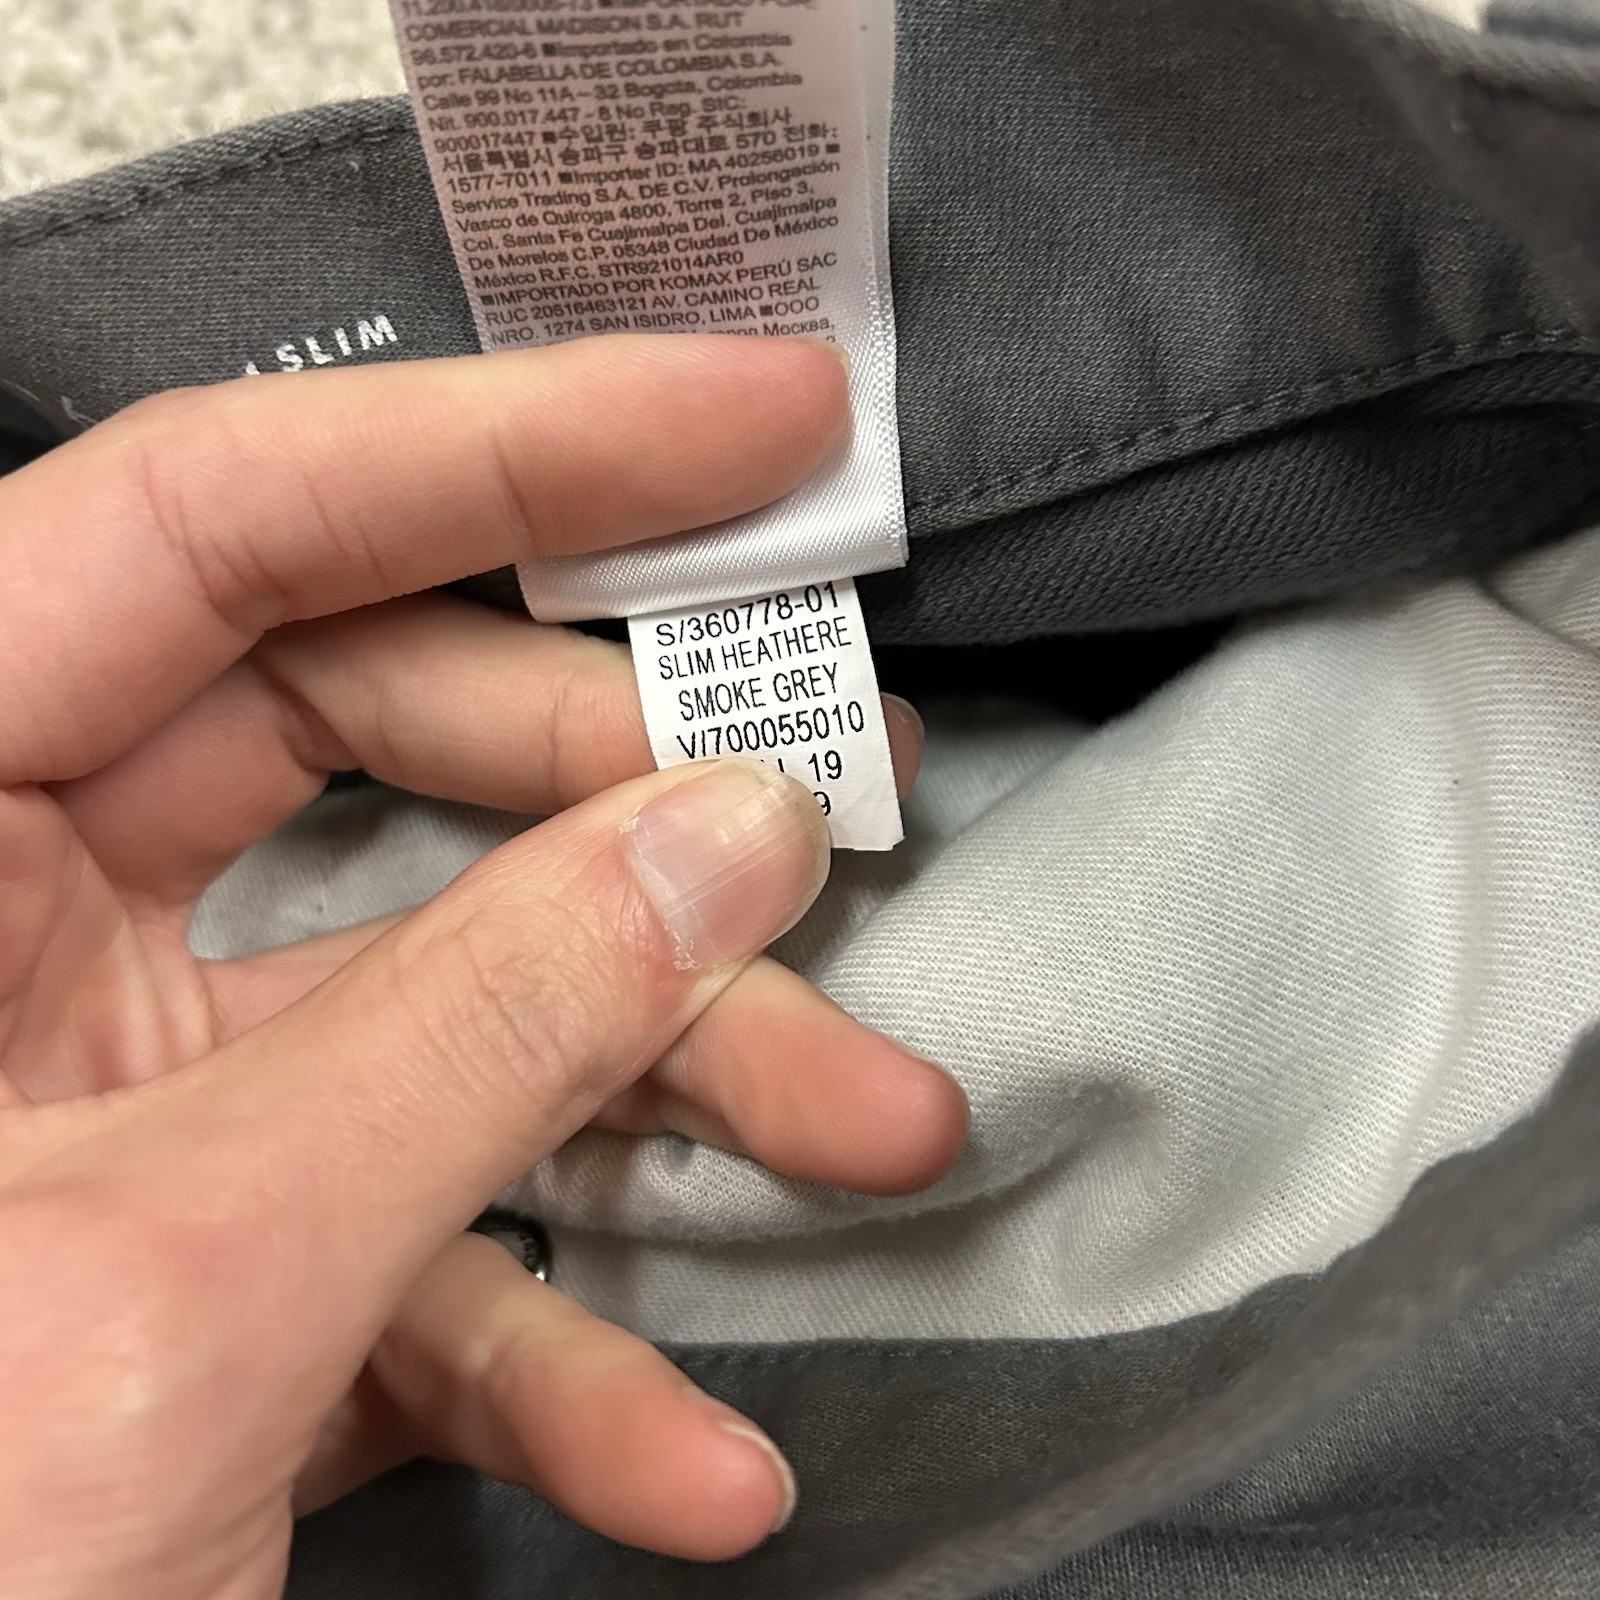 COMERCIAL MADISON S.A. RUT
96.572.420-6 ■Importado en Colombia
por: FALABELLA DE COLOMBIA S.A.
Calle 99 No 11A-32 Bogota, Colombia
Nit. 900.017.447-8 No Reg. SIC:
900017447 ■수입원: 쿠팡 주식회사
서울특별시 송파구 송파대로 570 전화:
1577-7011 ■Importer ID: MA 40256019 ■
Service Trading S.A. DE C.V. Prolongación
Vasco de Quiroga 4800, Torre 2, Piso 3,
Col. Santa Fe Cuajimalpa Del. Cuajimalpa
De Morelos C.P. 05348 Ciudad De México
México R.F.C. STR921014AR0
■IMPORTADO POR KOMAX PERÚ SAC
RUC 20516463121 AV. CAMINO REAL
NRO. 1274 SAN ISIDRO, LIMA ■OOO
Москва,
SLIM
S/360778-01
SLIM HEATHERE
SMOKE GREY
V/700055010
19
9